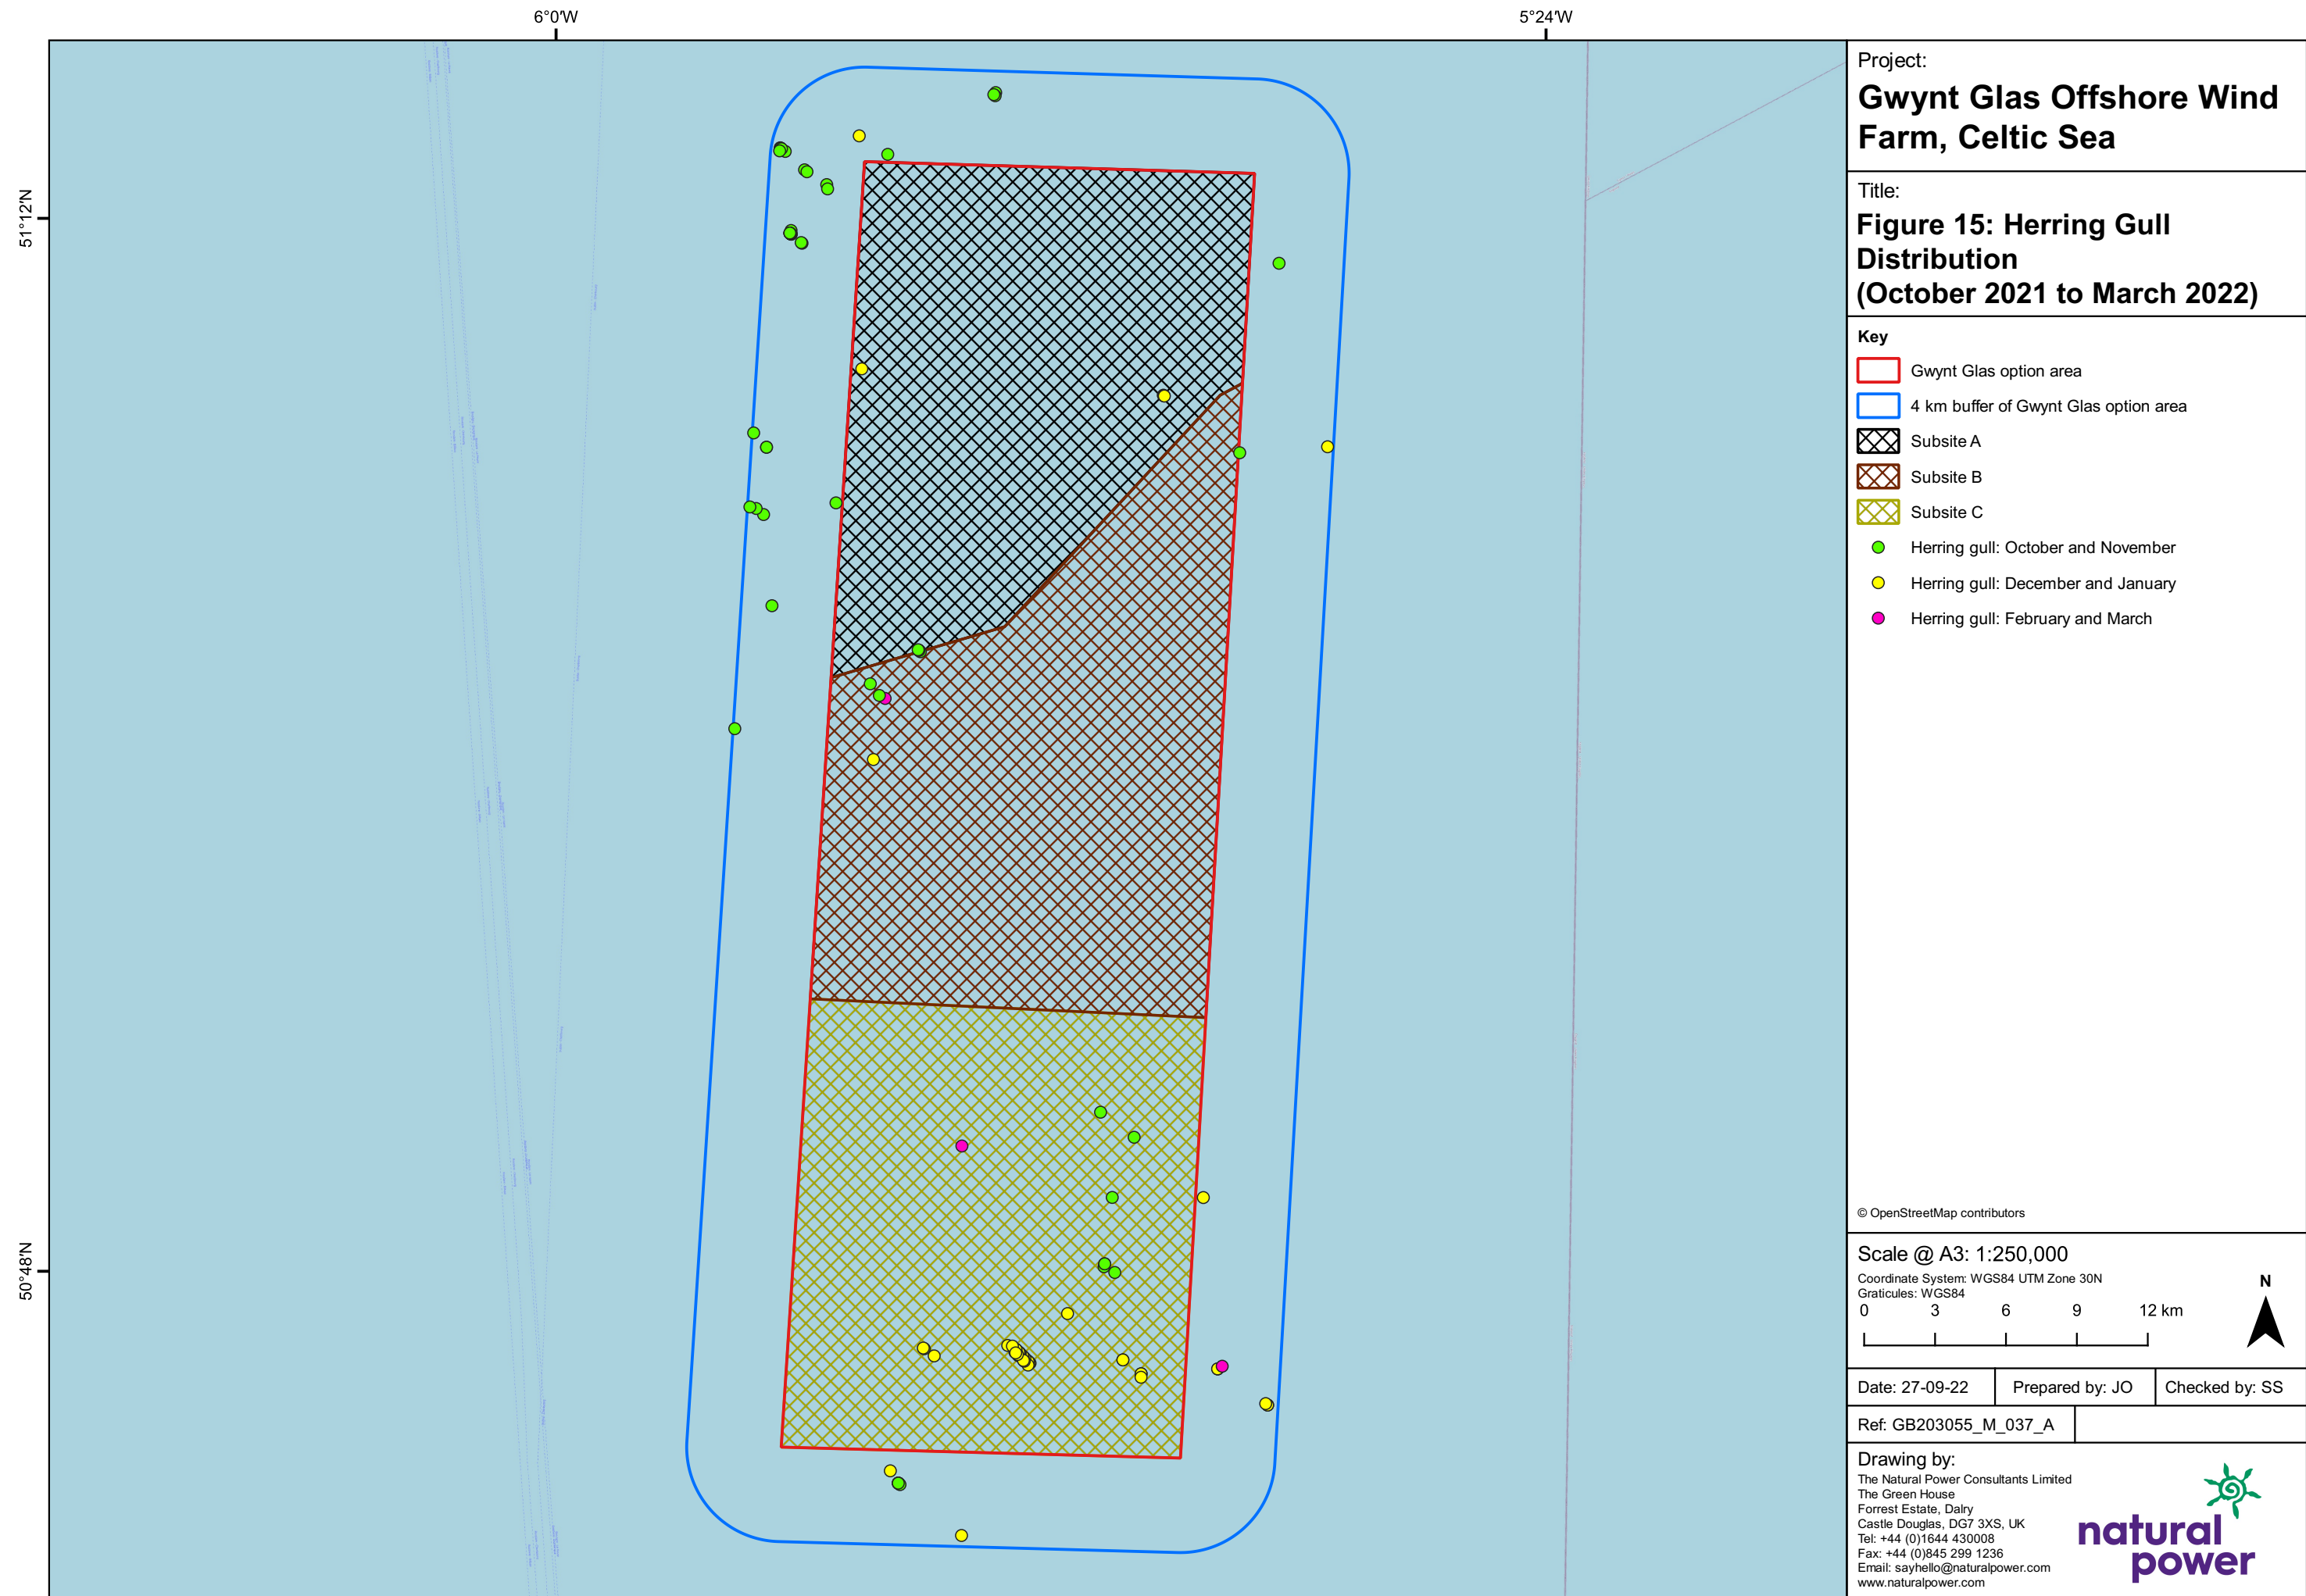 6°0′W
5°24′W
51°12′N
50°48′N
Project:
Gwynt Glas Offshore Wind
Farm, Celtic Sea
Title:
Figure 15: Herring Gull
Distribution
(October 2021 to March 2022)
Key
Gwynt Glas option area
4 km buffer of Gwynt Glas option area
Subsite A
Subsite B
Subsite C
Herring gull: October and November
Herring gull: December and January
Herring gull: February and March
© OpenStreetMap contributors
Scale @ A3: 1:250,000
Coordinate System: WGS84 UTM Zone 30N
Graticules: WGS84
0 3 6 9 12 km
N
Date: 27-09-22
Prepared by: JO
Checked by: SS
Ref: GB203055_M_037_A
Drawing by:
The Natural Power Consultants Limited
The Green House
Forrest Estate, Dalry
Castle Douglas, DG7 3XS, UK
Tel: +44 (0)1644 430008
Fax: +44 (0)845 299 1236
Email: sayhello@naturalpower.com
www.naturalpower.com
natural
power